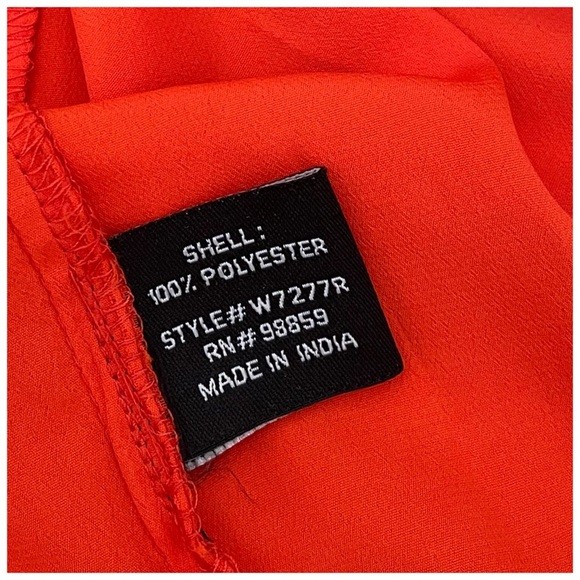 SHELL:
100% POLYESTER
STYLE# W7277R
RN# 98859
MADE IN INDIA